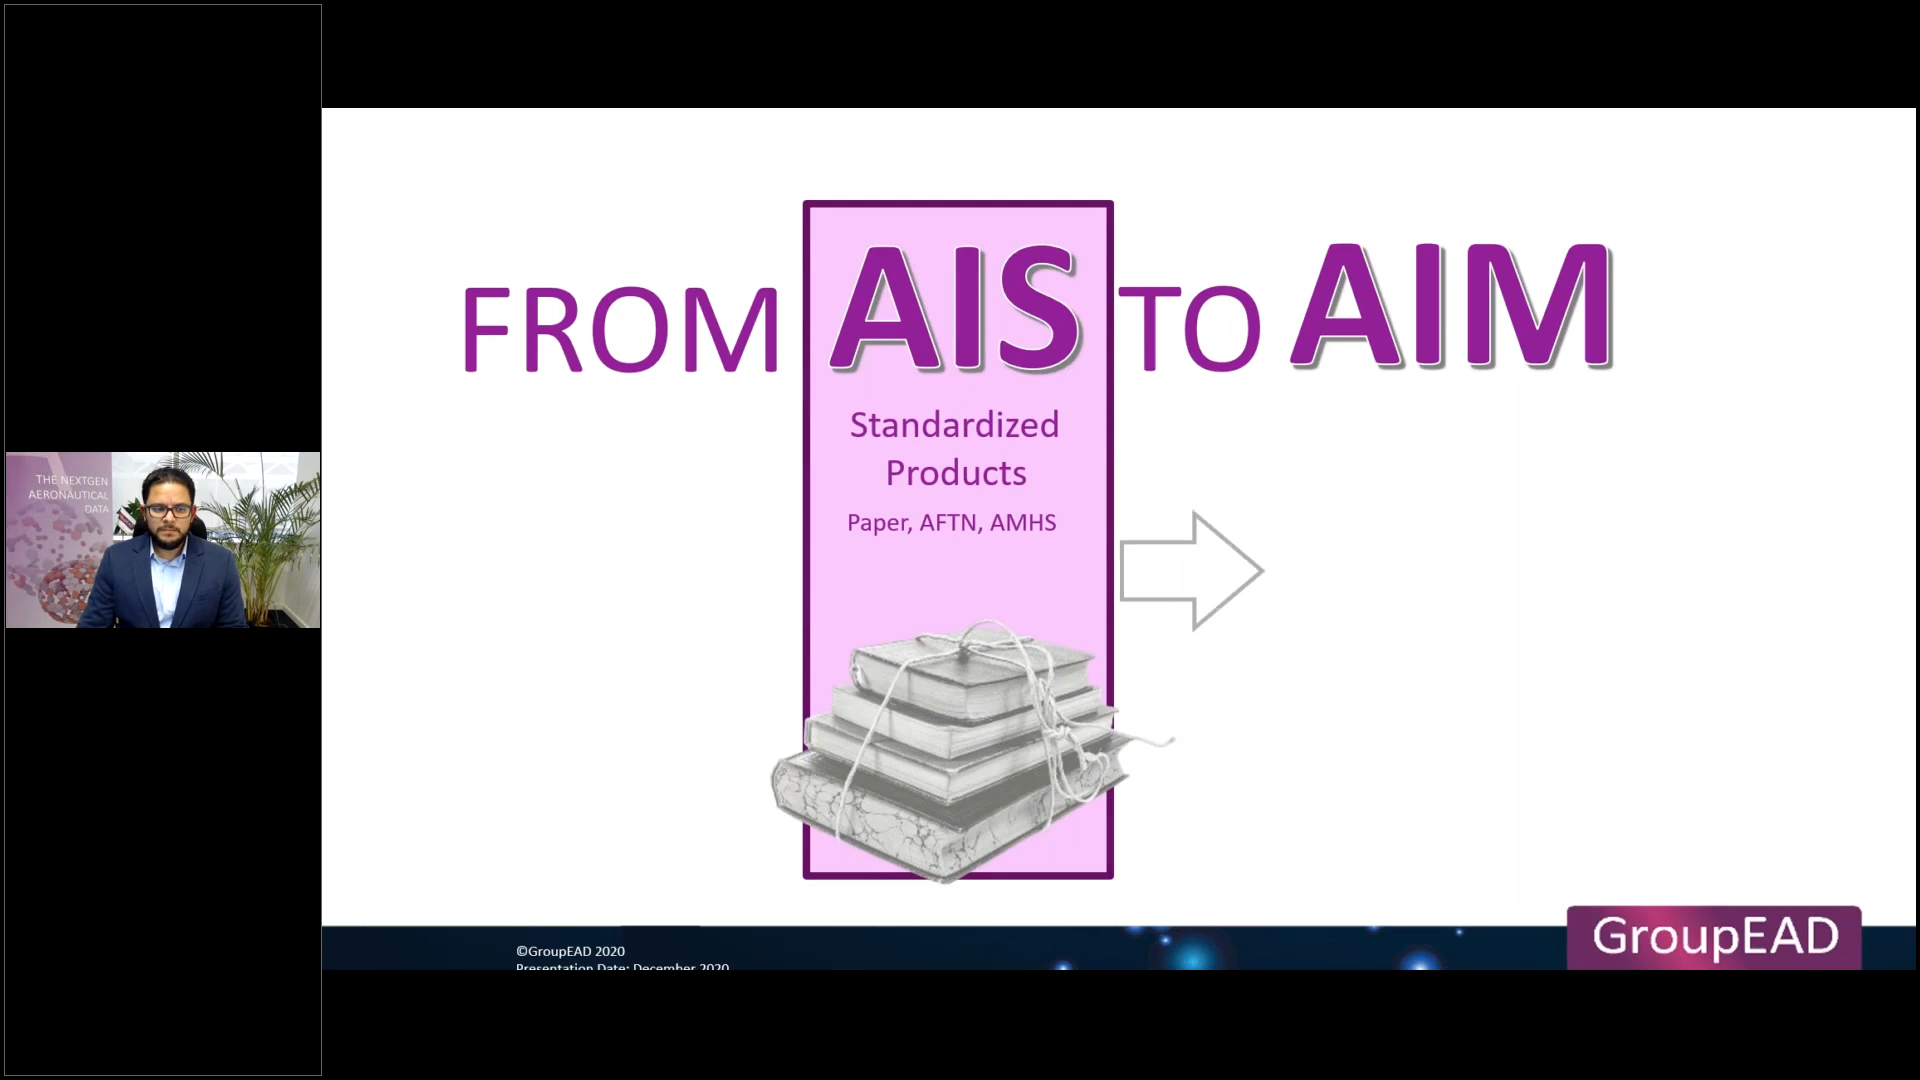 THE NEXTGEN
AERONAUTICAL
DATA
FROM AIS TO AIM
Standardized
Products
Paper, AFTN, AMHS
©GroupEAD 2020
Presentation Date: December 2020
GroupEAD